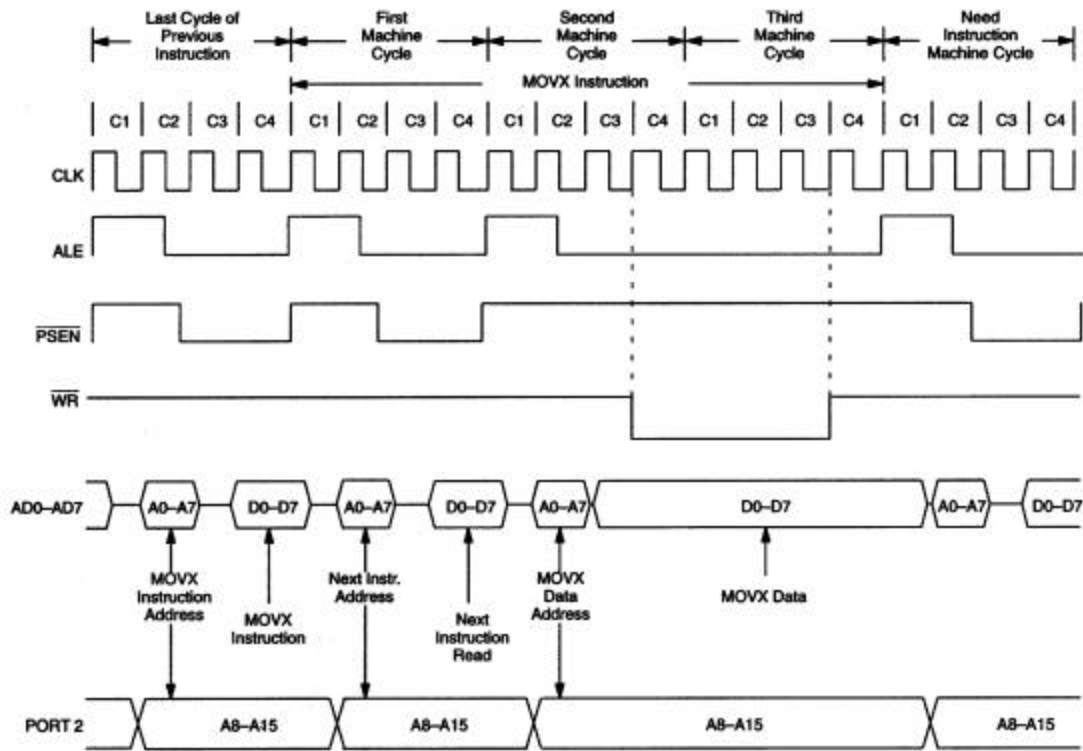 Last Cycle of
Previous
Instruction
First
Machine
Cycle
Second
Machine
Cycle
Third
Machine
Cycle
Need
Instruction
Machine Cycle
MOVX Instruction
C1 C2 C3 C4 C1 C2 C3 C4 C1 C2 C3 C4 C1 C2 C3 C4 C1 C2 C3 C4
CLK
ALE
PSEN
WR
AD0–AD7 A0–A7 D0–D7 A0–A7 D0–D7 A0–A7 D0–D7 A0–A7 D0–D7
MOVX
Instruction
Address
MOVX
Instruction
Next Instr.
Address
Next
Instruction
Read
MOVX
Data
Address
MOVX Data
PORT 2 A8–A15 A8–A15 A8–A15 A8–A15